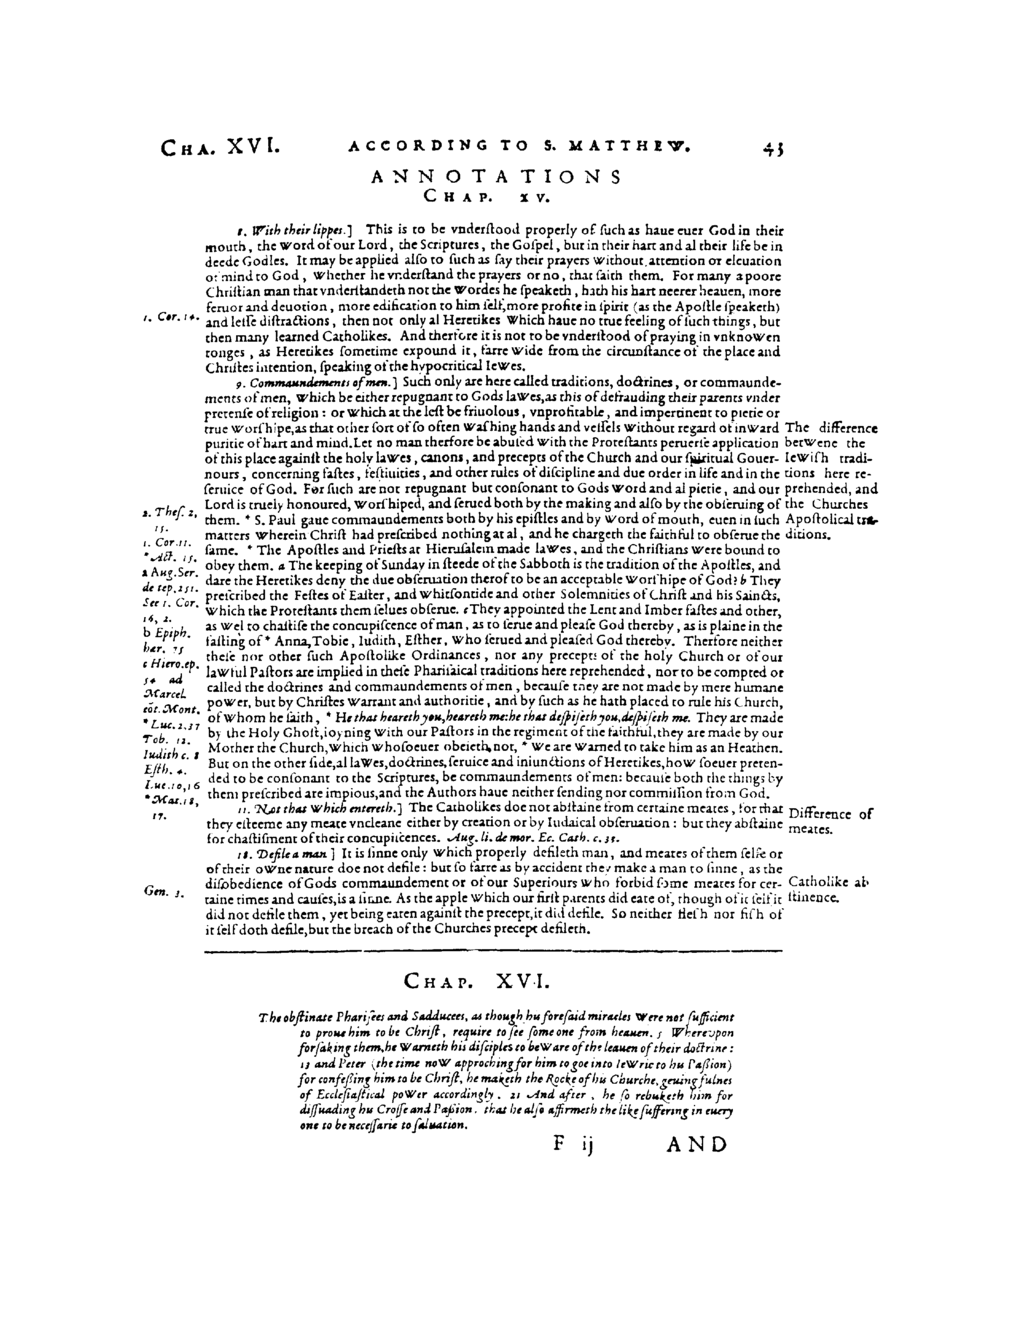 CHA. XVI. ACCORDING TO S. MATTHEW. 43
ANNOTATIONS
CHAP. XV.
8. With their lippes.] This is to be vnderſtood properly of ſuch as haue euer God in their
mouth, the word of our Lord, the Scriptures, the Goſpel, but in their hart and al their life be in
deede Godles. It may be applied alſo to ſuch as ſay their prayers without attention or eleuation
of mind to God, whether he vnderſtand the prayers or no, that ſaith them. For many a poore
Chriſtian man that vnderſtandeth not the wordes he ſpeaketh, hath his hart neerer heauen, more
feruor and deuotion, more edification to him ſelf, more profite in ſpirit (as the Apoſtle ſpeaketh)
1. Cor. 14. and leſſe diſtractions, then not only al Heretikes which haue no true feeling of ſuch things, but
then many learned Catholikes. And therfore it is not to be vnderſtood of praying in vnknowen
tonges, as Heretikes ſometime expound it, farre wide from the circunſtance of the place and
Chriſtes intention, ſpeaking of the hypocritical Iewes.
9. Commaundements of men.] Such only are here called traditions, doctrines, or commaunde-
ments of men, which be either repugnant to Gods lawes, as this of defrauding their parents vnder
pretenſe of religion: or which at the leſt be friuolous, vnprofitable, and impertinent to pietie or
true worſhipe, as that other ſort of ſo often waſhing hands and veſſels without regard of inward
puritie of hart and mind. Let no man therfore be abuſed with the Proteſtants peruerſe application
of this place againſt the holy lawes, canons, and precepts of the Church and our ſpiritual Gouer-
nours, concerning faſtes, feſtiuities, and other rules of diſcipline and due order in life and in the
ſeruice of God. For ſuch are not repugnant but conſonant to Gods word and al pietie, and our
Lord is truely honoured, worſhiped, and ſerued both by the making and alſo by the obſeruing of
The difference
betwene the
Iewiſh tradi-
tions here re-
prehended, and
the Churches
Apoſtolical tra-
ditions.
them. * S. Paul gaue commaundements both by his epiſtles and by word of mouth, euen in ſuch
matters wherein Chriſt had preſcribed nothing at al, and he chargeth the faithful to obſerue the
ſame. * The Apoſtles and Prieſts at Hieruſalem made lawes, and the Chriſtians were bound to
obey them. a The keeping of Sunday in ſteede of the Sabboth is the tradition of the Apoſtles, and
dare the Heretikes deny the due obſeruation therof to be an acceptable worſhipe of God? b They
preſcribed the Feſtes of Eaſter, and whitſontide and other Solemnities of Chriſt and his Saincts,
which the Proteſtants them ſelues obſerue. c They appointed the Lent and Imber faſtes and other,
as wel to chaſtiſe the concupiſcence of man, as to ſerue and pleaſe God thereby, as is plaine in the
faſting of * Anna, Tobie, Iudith, Eſther, who ſerued and pleaſed God thereby. Therfore neither
theſe nor other ſuch Apoſtolike Ordinances, nor any precepts of the holy Church or of our
lawful Paſtors are implied in theſe Phariſaical traditions here reprehended, nor to be compted or
called the doctrines and commaundements of men, becauſe they are not made by mere humane
power, but by Chriſtes warrant and authoritie, and by ſuch as he hath placed to rule his Church,
of whom he ſaith, * He that heareth you, heareth me: he that deſpiſeth you, deſpiſeth me. They are made
by the Holy Ghoſt, ioyning with our Paſtors in the regiment of the faithful, they are made by our
Mother the Church, which whoſoeuer obeieth not, * we are warned to take him as an Heathen.
But on the other ſide, al lawes, doctrines, ſeruice and iniunctions of Heretikes, how ſoeuer preten-
ded to be conſonant to the Scriptures, be commaundements of men: becauſe both the things by
them preſcribed are impious, and the Authors haue neither ſending nor commiſſion from God.
2. Theſ. 2,
15.
1. Cor. 11.
* Act. 15.
a Aug. Ser.
de tẽp. 251.
See 1. Cor.
16, 2.
b Epiph.
hær. 75
c Hiero. ep.
54 ad
Marcel.
cõt. Mont.
* Luc. 2, 37
Tob. 12.
Iudith c. 8
Eſth. 4.
Luc. 10, 16
* Mat. 18,
17.
11. Not that which entereth.] The Catholikes doe not abſtaine from certaine meates, for that
they eſteeme any meate vncleane either by creation or by Iudaical obſeruation: but they abſtaine
for chaſtiſment of their concupiſcences. Aug. li. de mor. Ec. Cath. c. 35.
Difference of
meates.
18. Defile a man.] It is ſinne only which properly defileth man, and meates of them ſelfe or
of their owne nature doe not defile: but ſo farre as by accident they make a man to ſinne, as the
diſobedience of Gods commaundement or of our Superiours who forbid ſome meates for cer-
taine times and cauſes, is a ſinne. As the apple which our firſt parents did eate of, though of it ſelf it
did not defile them, yet being eaten againſt the precept, it did defile. So neither fleſh nor fiſh of
it ſelf doth defile, but the breach of the Churches precept defileth.
Gen. 3.
Catholike ab
ſtinence.
CHAP. XVI.
The obſtinate Phariſees and Sadducees, as though his foreſaid miracles were not ſufficient
to proue him to be Chriſt, require to ſee ſome one from heauen. 5 Whereupon
forſaking them, he warneth his diſciples to beware of the leauen of their doctrine:
13 and Peter (the time now approching for him to goe into Iewrie to his Paſſion)
for confeſſing him to be Chriſt, he maketh the Rocke of his Churche, geuing fulnes
of Eccleſiaſtical power accordingly. 21 And after, he ſo rebuketh him for
diſſuading his Croſſe and Paſſion, that he alſo affirmeth the like ſuffering in euery
one to be neceſſarie to ſaluation.
F ij AND